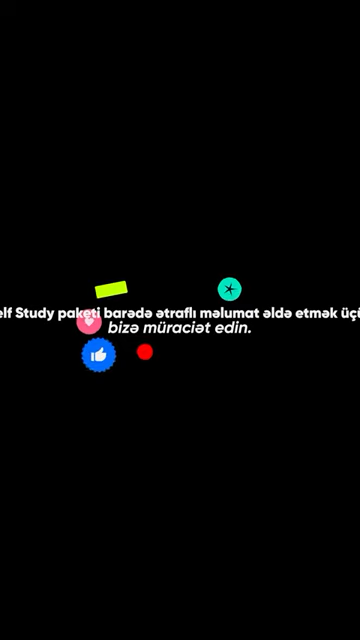 elf Study paketi barədə ətraflı məlumat əldə etmək üçü
bizə müraciət edin.